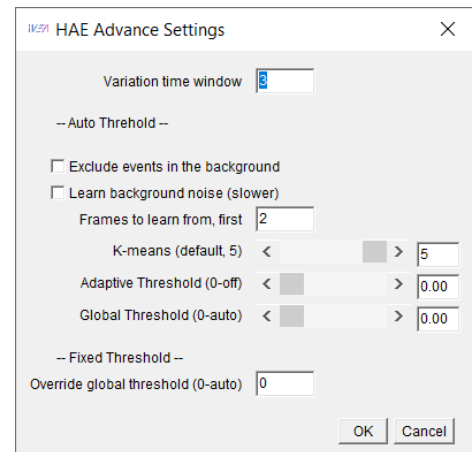 HAE Advance Settings
Variation time window 3
-- Auto Threhold --
Exclude events in the background
Learn background noise (slower)
Frames to learn from, first 2
K-means (default, 5) < > 5
Adaptive Threshold (0-off) < > 0.00
Global Threshold (0-auto) < > 0.00
-- Fixed Threshold --
Override global threshold (0-auto) 0
OK Cancel